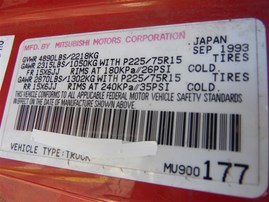 MFG. BY MITSUBISHI MOTORS CORPORATION JAPAN
GVWR 4890LBS/2218KG SEP 1993
GAWR 2315LBS/1050KG WITH P225/75R15 TIRES
FR 15X6JJ RIMS AT 180KPa//26PSI COLD.
GAWR 2870LBS/1302KG WITH P225/75R15 TIRES
RR 15X6JJ RIMS AT 240KPa//35PSI COLD.
THIS VEHICLE CONFORMS TO ALL APPLICABLE FEDERAL MOTOR VEHICLE SAFETY STANDARDS
IN EFFECT ON THE DATE OF MANUFACTURE SHOWN ABOVE.
VEHICLE TYPE:TRUCK
MV900177